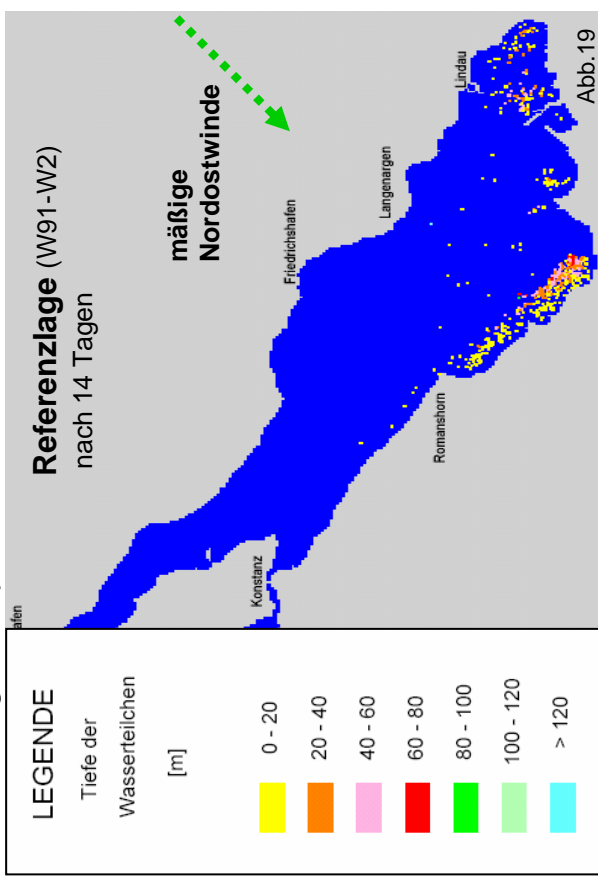 Referenzlage (W91-W2)
nach 14 Tagen
mäßige
Nordostwinde
afen
Konstanz
Friedrichshafen
Langenargen
Lindau
Romanshorn
Abb.19
LEGENDE
Tiefe der
Wasserteilchen
[m]
0 - 20
20 - 40
40 - 60
60 - 80
80 - 100
100 - 120
> 120